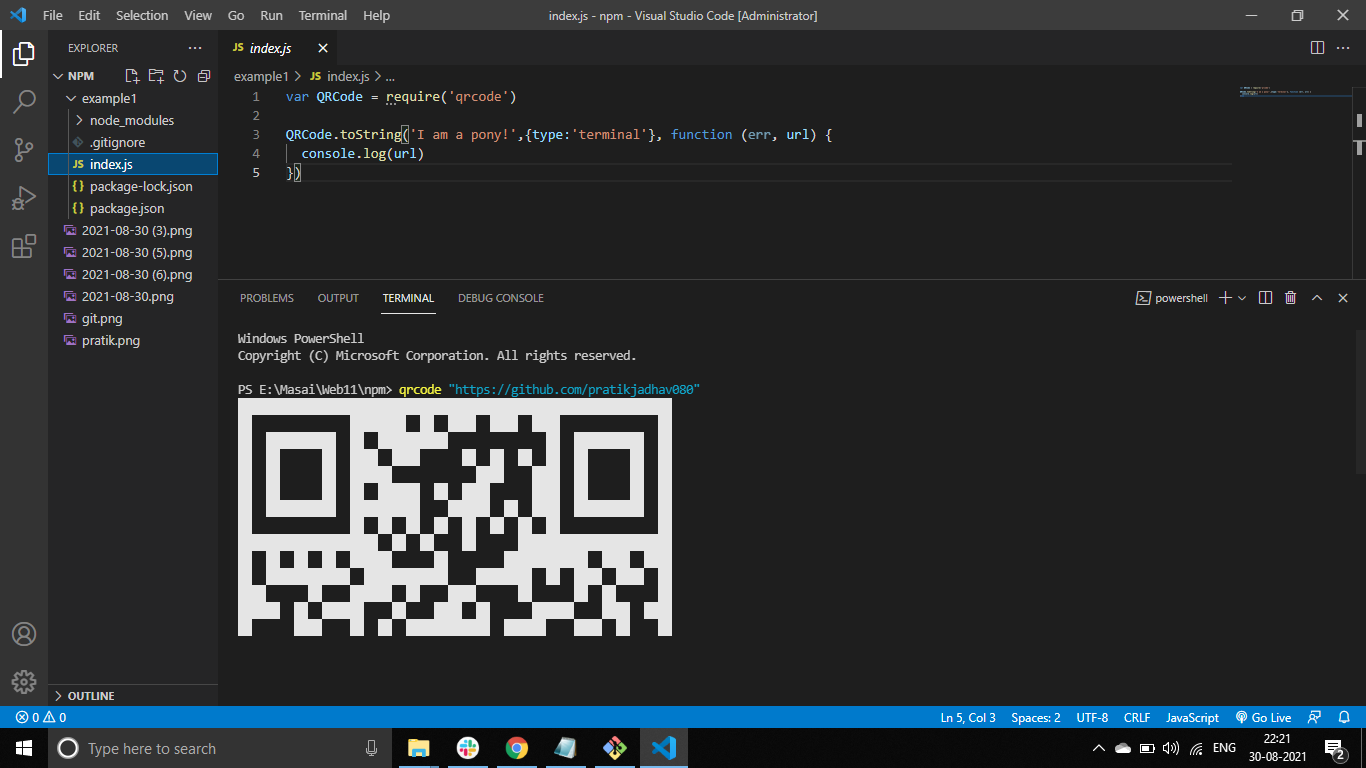 File Edit Selection View Go Run Terminal Help index.js - npm - Visual Studio Code [Administrator]
EXPLORER ...
NPM
example1
node_modules
.gitignore
JS index.js
{} package-lock.json
{} package.json
2021-08-30 (3).png
2021-08-30 (5).png
2021-08-30 (6).png
2021-08-30.png
git.png
pratik.png
OUTLINE
JS index.js
example1 > JS index.js > ...
1 var QRCode = require('qrcode')
2
3 QRCode.toString('I am a pony!',{type:'terminal'}, function (err, url) {
4 console.log(url)
5 })
PROBLEMS OUTPUT TERMINAL DEBUG CONSOLE powershell
Windows PowerShell
Copyright (C) Microsoft Corporation. All rights reserved.
PS E:\Masai\Web11\npm> qrcode "https://github.com/pratikjadhav080"
0 0 Ln 5, Col 3 Spaces: 2 UTF-8 CRLF JavaScript Go Live
Type here to search
ENG
22:21
30-08-2021
2